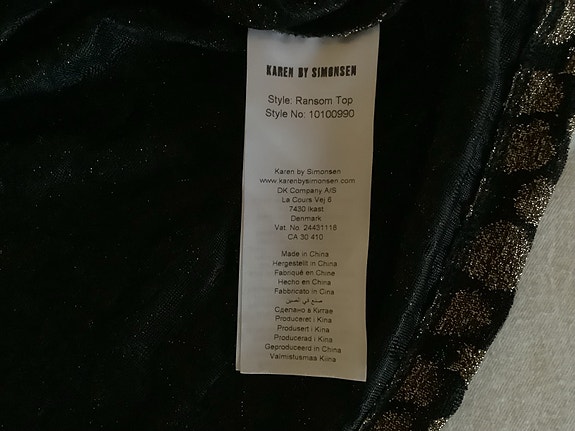 KAREN BY SIMONSEN
Style: Ransom Top
Style No: 10100990
Karen by Simonsen
www.karenbysimonsen.com
DK Company A/S
La Cours Vej 6
7430 Ikast
Denmark
Vat. No. 24431118
CA 30 410
Made in China
Hergestellt in China
Fabriqué en Chine
Hecho en China
Fabbricato in Cina
صنع في الصين
Сделано в Китае
Produceret i Kina
Produsert i Kina
Producerad i Kina
Geproduceerd in China
Valmistusmaa Kiina